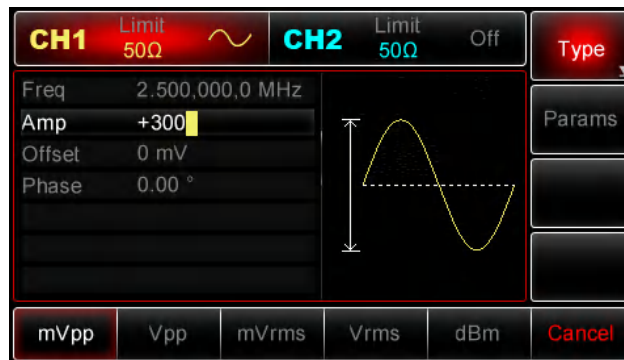 CH1 Limit 50Ω CH2 Limit 50Ω Off Type
Freq 2.500,000,0 MHz
Amp +300
Params
Offset 0 mV
Phase 0.00 °
mVpp Vpp mVrms Vrms dBm Cancel